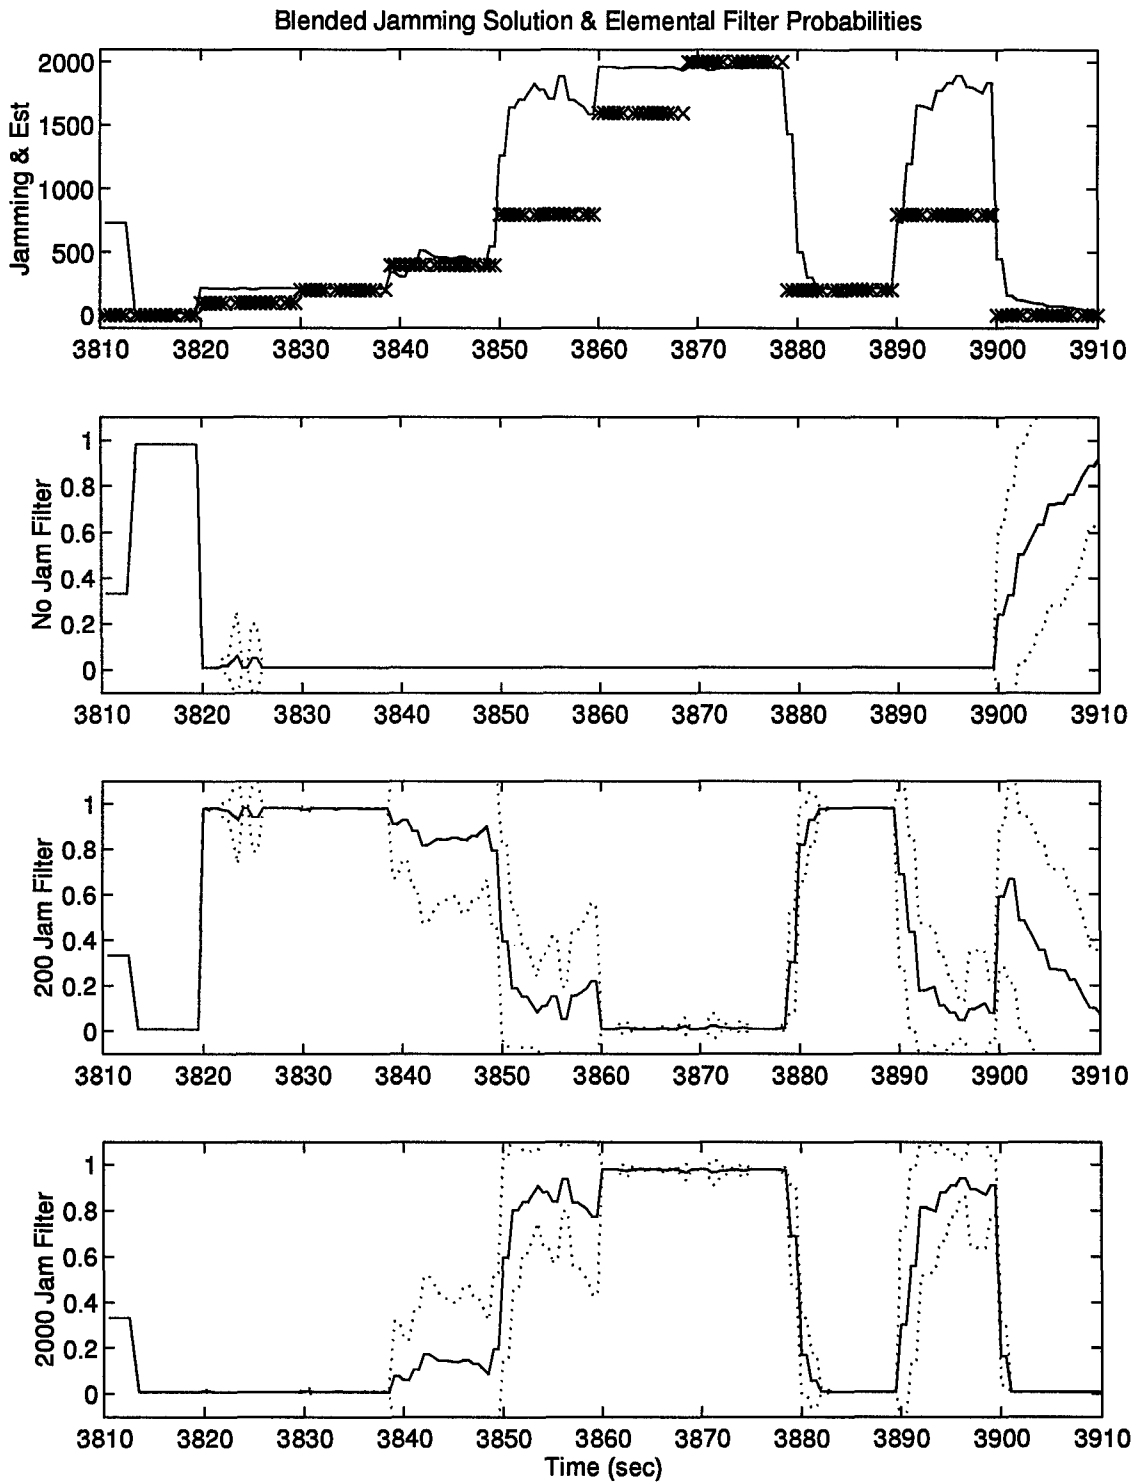 Blended Jamming Solution & Elemental Filter Probabilities
Jamming & Est
2000
1500
1000
500
0
3810 3820 3830 3840 3850 3860 3870 3880 3890 3900 3910
No Jam Filter
1
0.8
0.6
0.4
0.2
0
3810 3820 3830 3840 3850 3860 3870 3880 3890 3900 3910
200 Jam Filter
1
0.8
0.6
0.4
0.2
0
3810 3820 3830 3840 3850 3860 3870 3880 3890 3900 3910
2000 Jam Filter
1
0.8
0.6
0.4
0.2
0
3810 3820 3830 3840 3850 3860 3870 3880 3890 3900 3910
Time (sec)